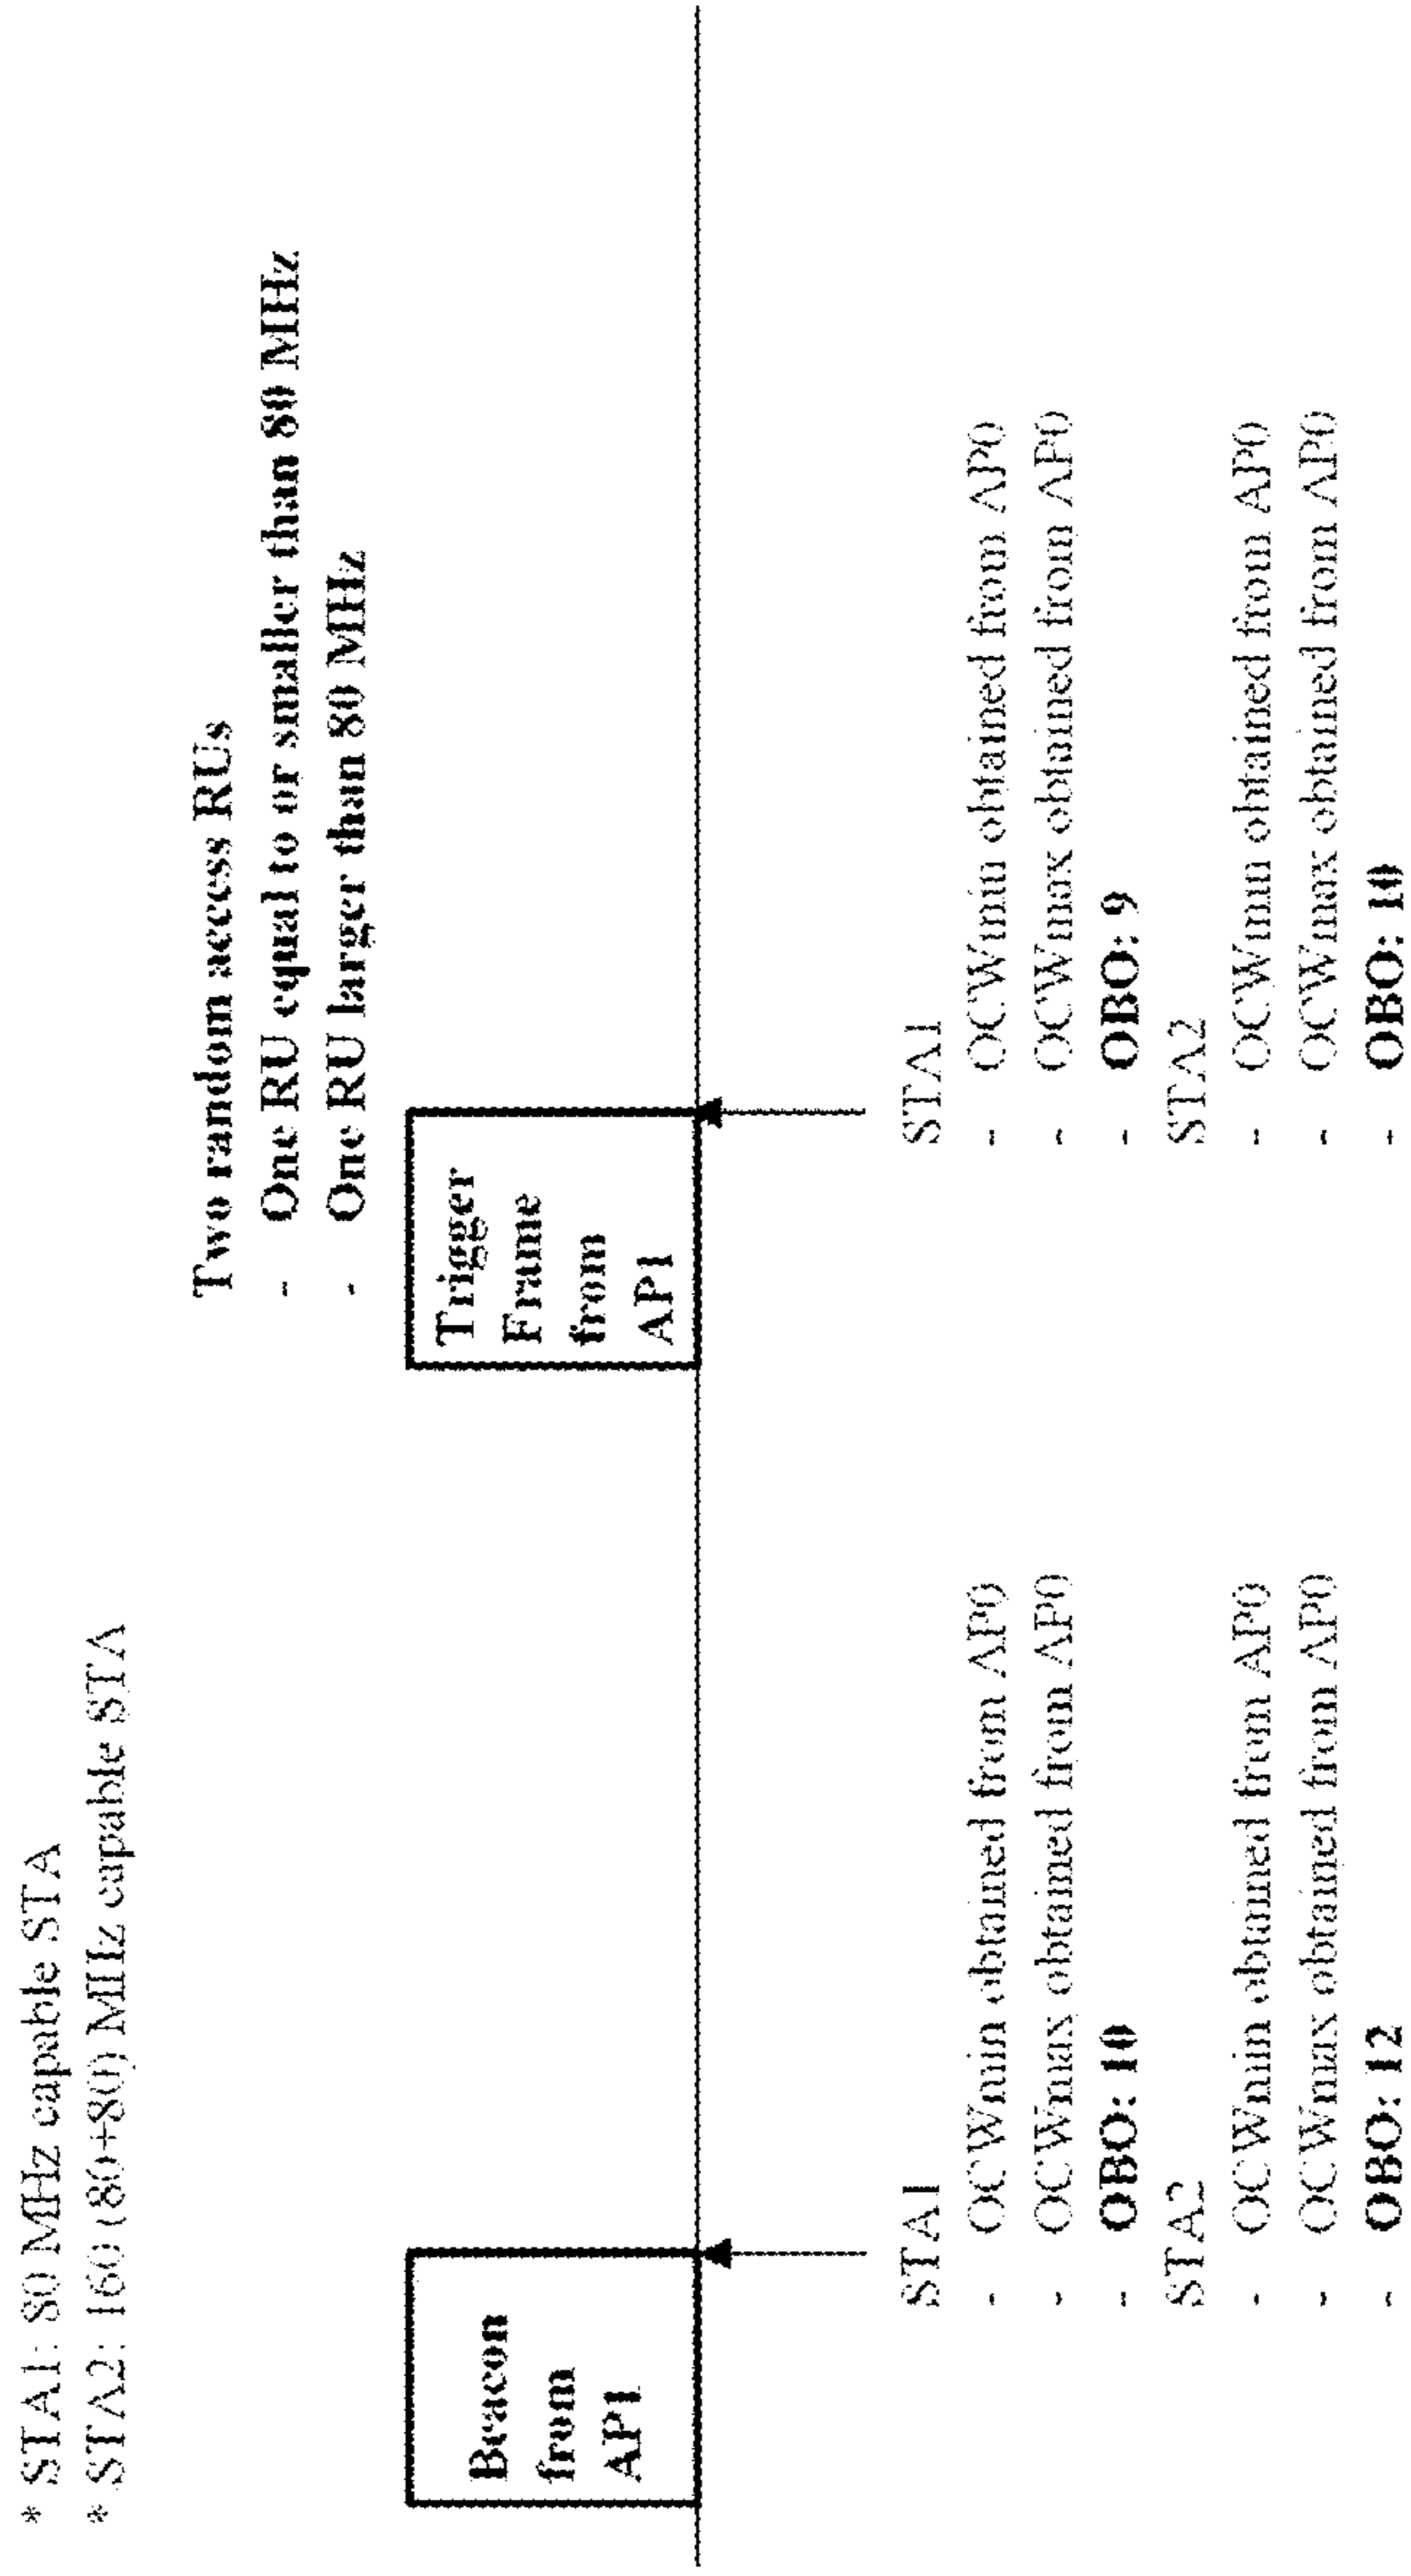 * STA1: 80 MHz capable STA
* STA2: 160 (80+80) MHz capable STA
Two random access RUs
- One RU equal to or smaller than 80 MHz
- One RU larger than 80 MHz
Beacon
from
AP1
Trigger
Frame
from
AP1
STA1
- OCWmin obtained from AP0
- OCWmax obtained from AP0
- OBO: 10
STA2
- OCWmin obtained from AP0
- OCWmax obtained from AP0
- OBO: 12
STA1
- OCWmin obtained from AP0
- OCWmax obtained from AP0
- OBO: 9
STA2
- OCWmin obtained from AP0
- OCWmax obtained from AP0
- OBO: 10